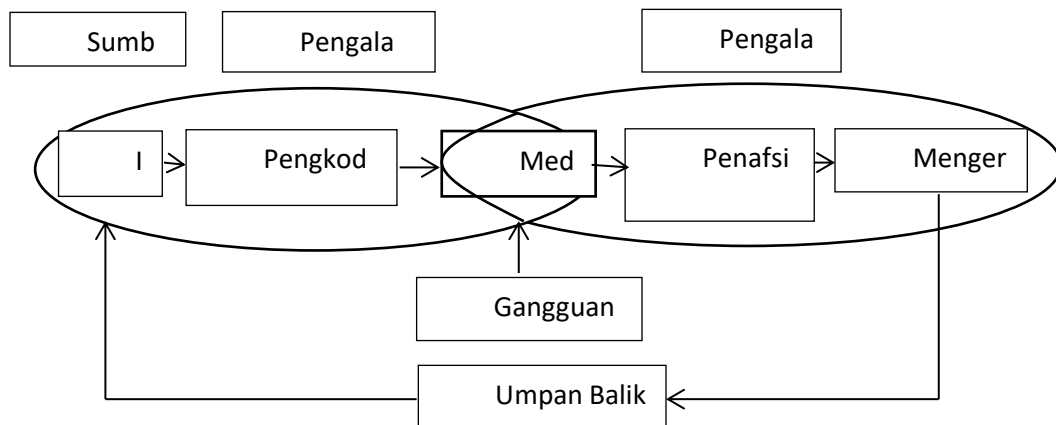 Sumb
Pengala
Pengala
I
Pengkod
Med
Penafsi
Menger
Gangguan
Umpan Balik